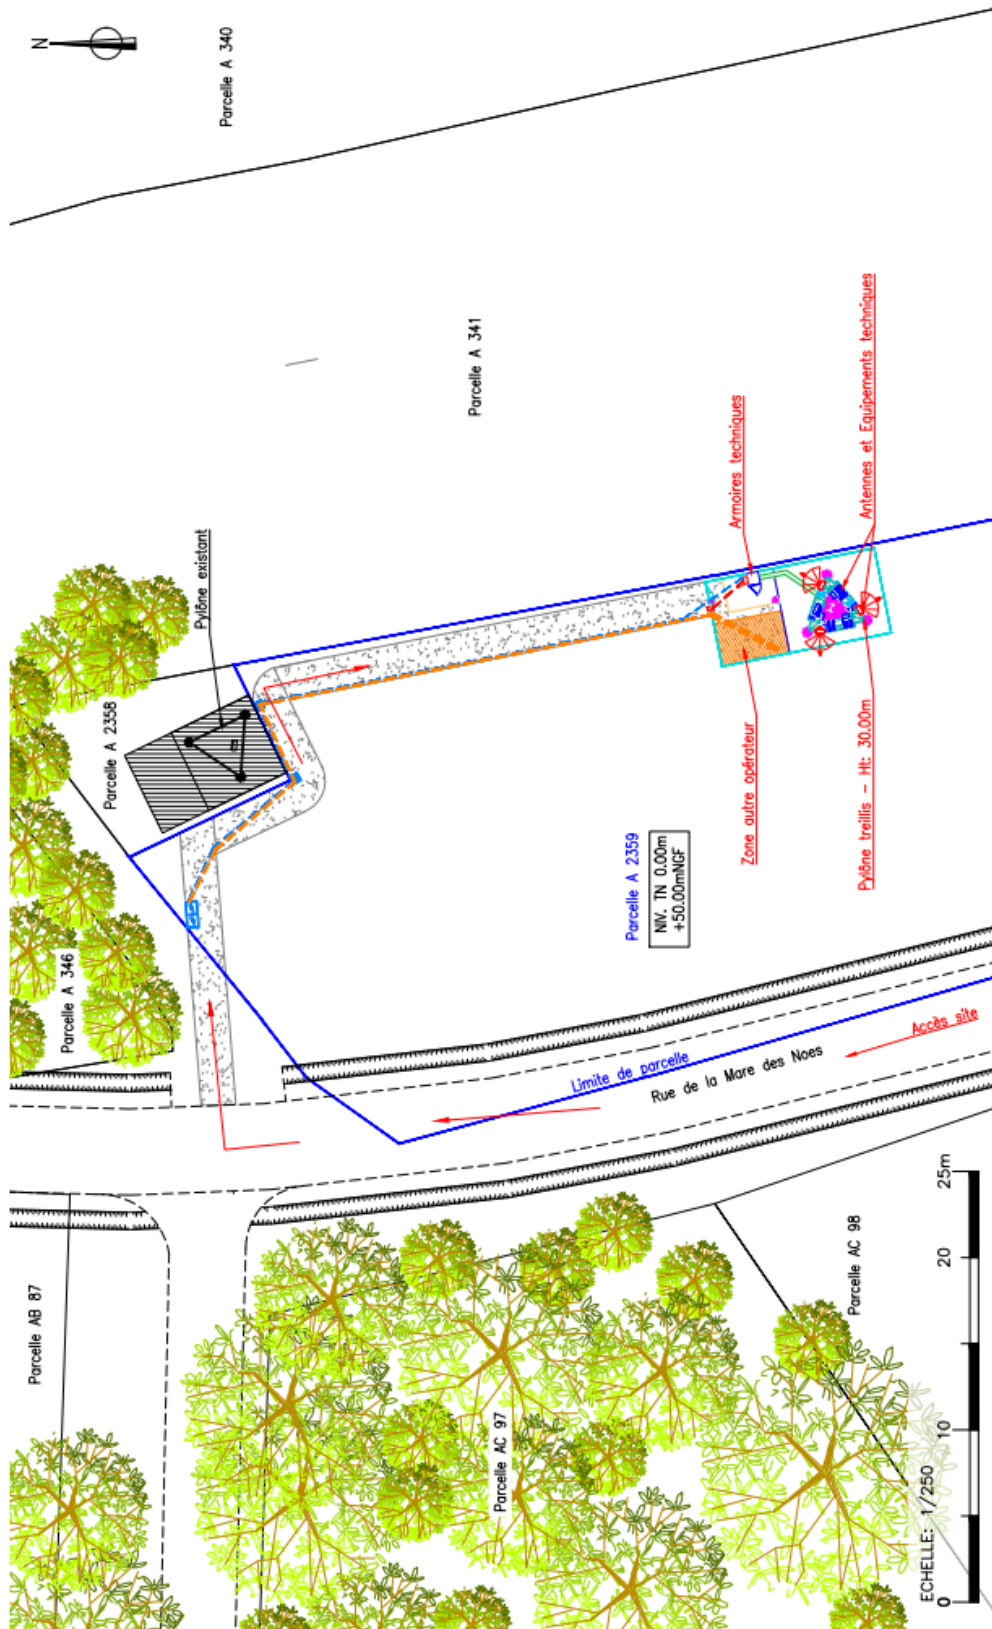 N
Parcelle A 340
Parcelle A 341
Pylône existant
Parcelle A 2358
Armoires techniques
Antennes et Equipements techniques
Zone autre opérateur
Pylône treillis - Ht: 30.00m
Parcelle A 2359
NIV. TN 0.00m
+50.00mNGF
Parcelle A 346
Limite de parcelle
Rue de la Mare des Noes
Accès site
Parcelle AB 87
Parcelle AC 97
Parcelle AC 98
ECHELLE: 1/250
0 10 20 25m